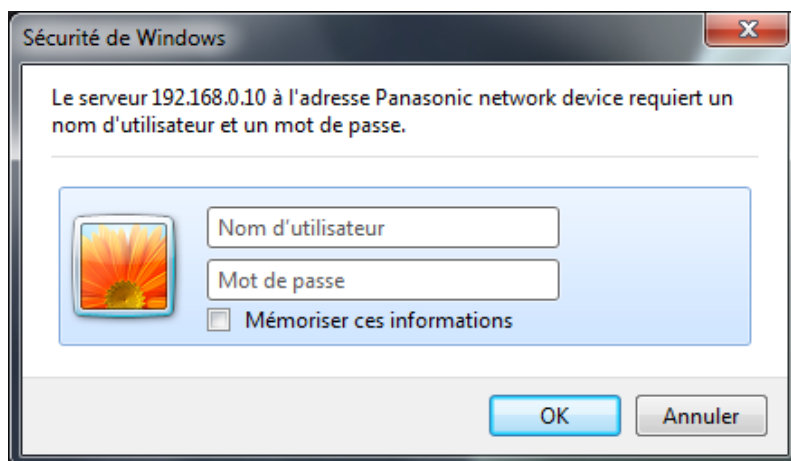 Sécurité de Windows
Le serveur 192.168.0.10 à l'adresse Panasonic network device requiert un
nom d'utilisateur et un mot de passe.
Nom d'utilisateur
Mot de passe
Mémoriser ces informations
OK Annuler